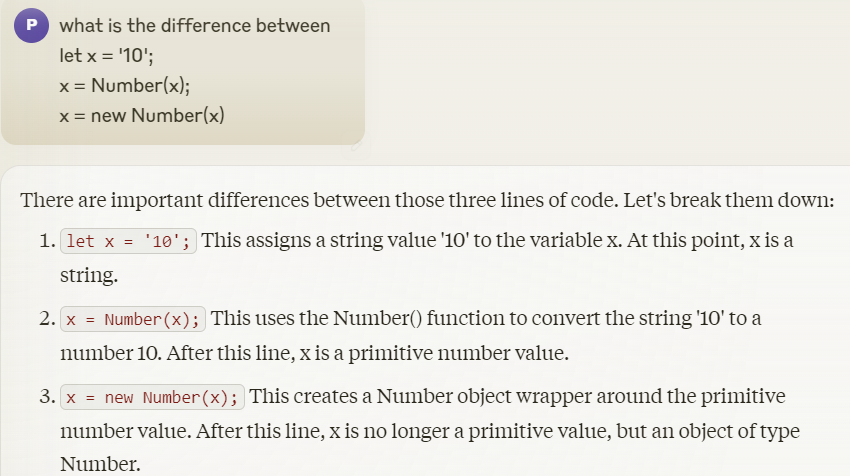 P
what is the difference between
let x = '10';
x = Number(x);
x = new Number(x)
There are important differences between those three lines of code. Let's break them down:
1. let x = '10'; This assigns a string value '10' to the variable x. At this point, x is a
string.
2. x = Number(x); This uses the Number() function to convert the string '10' to a
number 10. After this line, x is a primitive number value.
3. x = new Number(x); This creates a Number object wrapper around the primitive
number value. After this line, x is no longer a primitive value, but an object of type
Number.